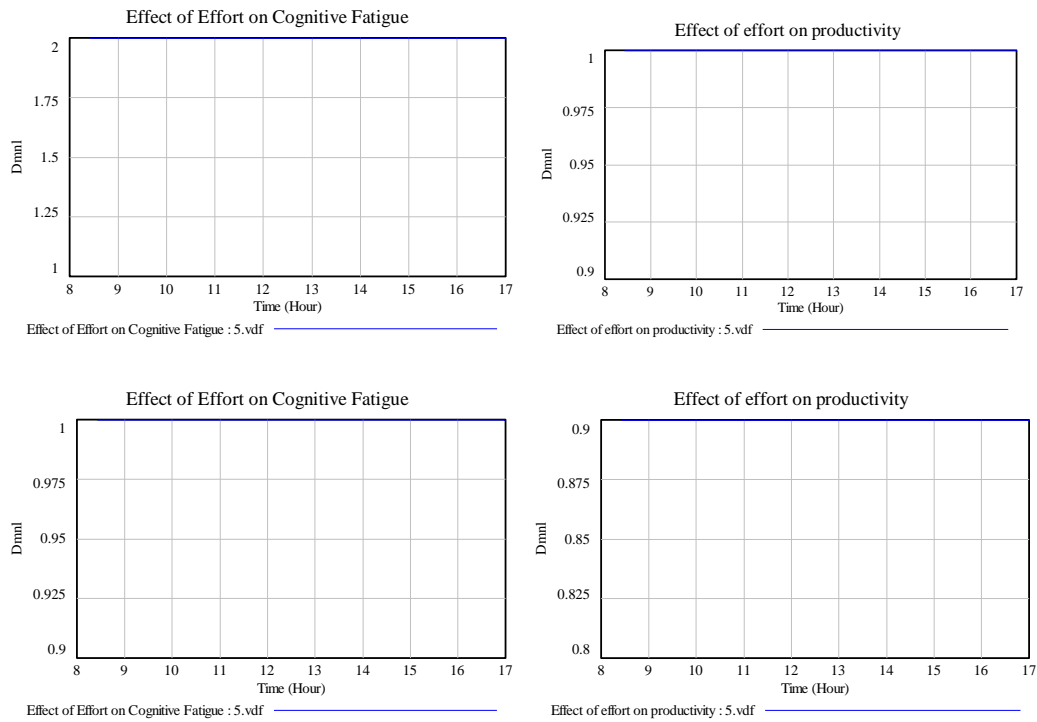 Effect of Effort on Cognitive Fatigue
2
1.75
1.5
1.25
1
Dmnl
8 9 10 11 12 13 14 15 16 17
Time (Hour)
Effect of Effort on Cognitive Fatigue : 5.vdf
Effect of effort on productivity
1
0.975
0.95
0.925
0.9
Dmnl
8 9 10 11 12 13 14 15 16 17
Time (Hour)
Effect of effort on productivity : 5.vdf
Effect of Effort on Cognitive Fatigue
1
0.975
0.95
0.925
0.9
Dmnl
8 9 10 11 12 13 14 15 16 17
Time (Hour)
Effect of Effort on Cognitive Fatigue : 5.vdf
Effect of effort on productivity
0.9
0.875
0.85
0.825
0.8
Dmnl
8 9 10 11 12 13 14 15 16 17
Time (Hour)
Effect of effort on productivity : 5.vdf